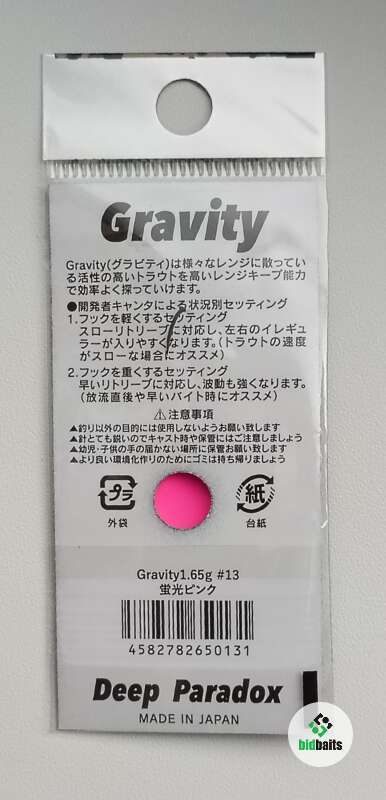 Gravity
Gravity(グラビティ)は様々なレンジに散ってい
る活性の高いトラウトを高いレンジキープ能力
で効率よく探っていけます。
●開発者キャンタによる状況別セッティング
1.フックを軽くするセッティング
スローリトリーブに対応し、左右のイレギュ
ラーが入りやすくなります。(トラウトの速度
がスローな場合にオススメ)
2.フックを重くするセッティング
早いリトリーブに対応し、波動も強くなります。
(放流直後や早いバイト時にオススメ)
⚠注意事項
▲釣り以外の目的には使用しないようお願い致します
▲針とても鋭いのでキャスト時や保管にはご注意しましょう
▲幼児・子供の手の届かない場所に保管お願い致します
▲より良い環境化作りのためにゴミは持ち帰りましょう
プラ
外袋
紙
台紙
Gravity1.65g #13
蛍光ピンク
4582782650131
Deep Paradox
MADE IN JAPAN
bidbaits